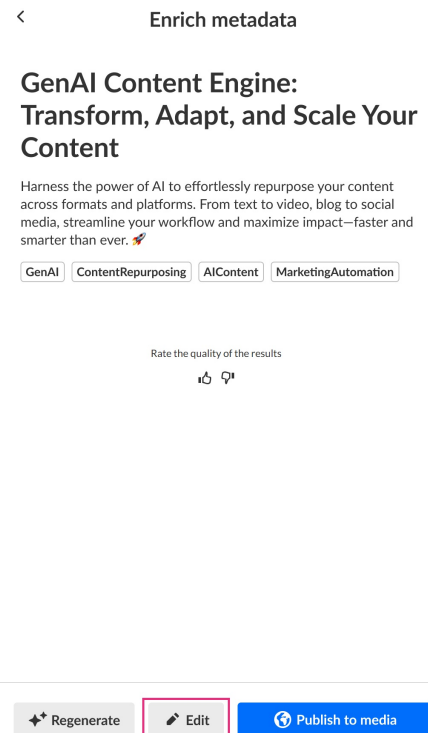 Enrich metadata
GenAI Content Engine:
Transform, Adapt, and Scale Your
Content
Harness the power of AI to effortlessly repurpose your content
across formats and platforms. From text to video, blog to social
media, streamline your workflow and maximize impact—faster and
smarter than ever. 🚀
GenAI ContentRepurposing AIContent MarketingAutomation
Rate the quality of the results
Regenerate Edit Publish to media